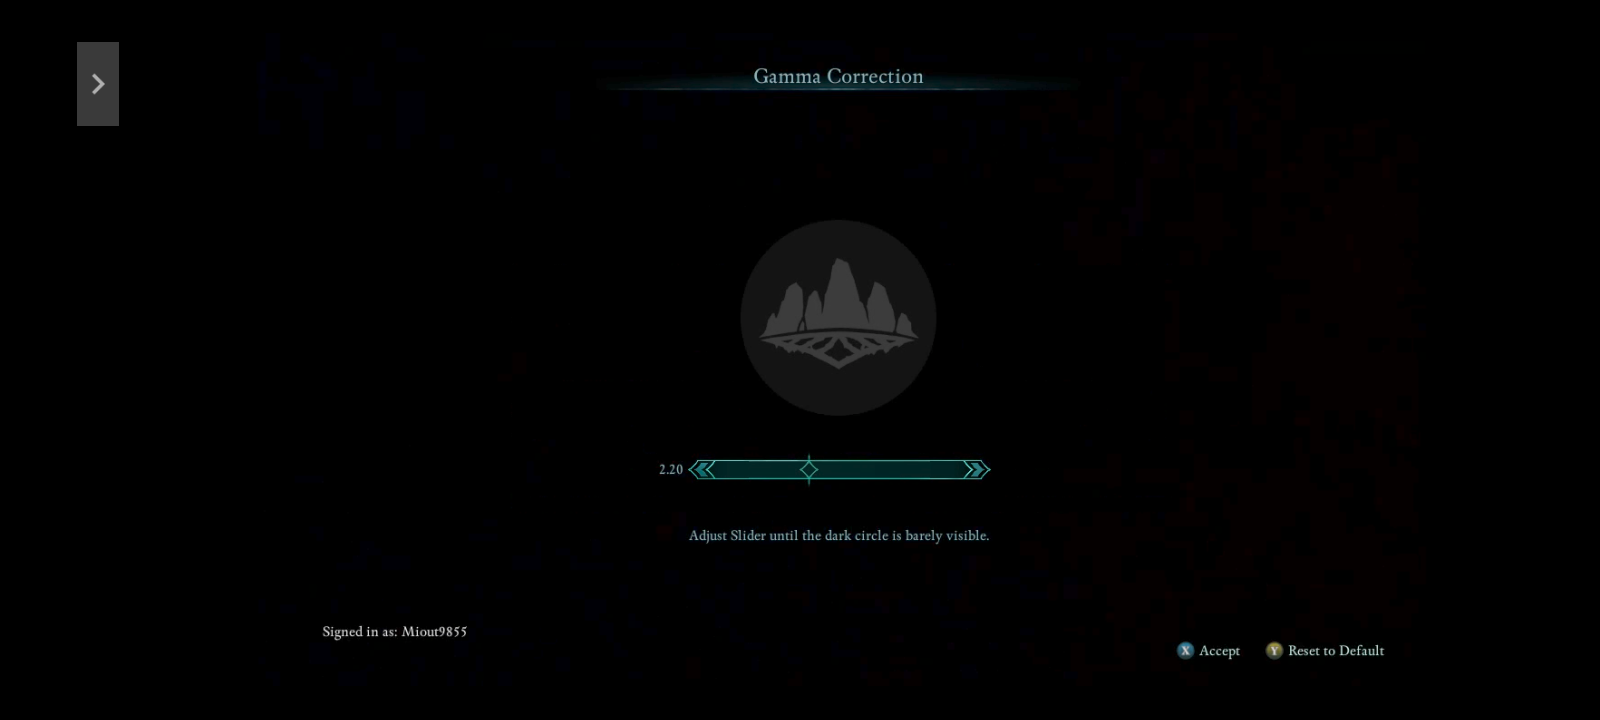 Gamma Correction
2.20
Adjust Slider until the dark circle is barely visible.
Signed in as: Miout9855
X Accept
Y Reset to Default